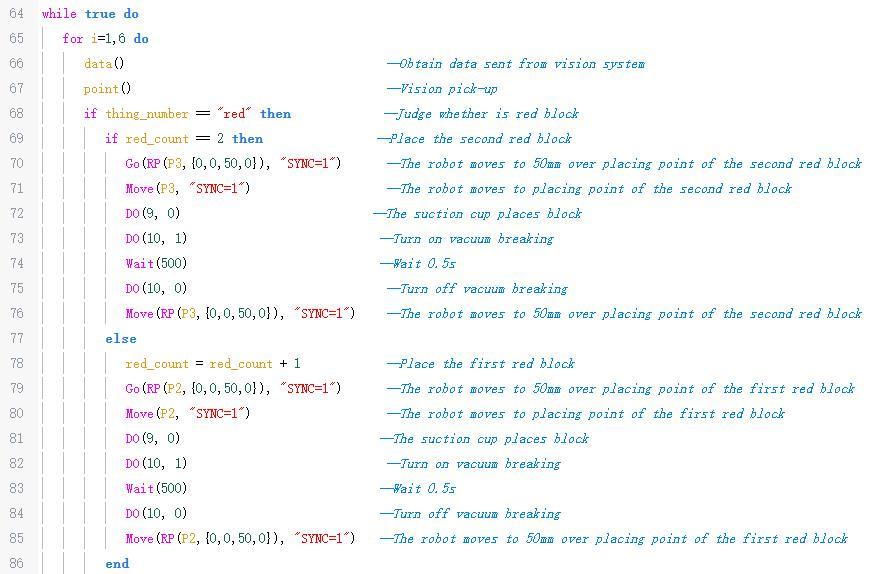 64 while true do
65 for i=1,6 do
66 data() --Obtain data sent from vision system
67 point() --Vision pick-up
68 if thing_number == "red" then --Judge whether is red block
69 if red_count == 2 then --Place the second red block
70 Go(RP(P3,{0,0,50,0}), "SYNC=1") --The robot moves to 50mm over placing point of the second red block
71 Move(P3, "SYNC=1") --The robot moves to placing point of the second red block
72 DO(9, 0) --The suction cup places block
73 DO(10, 1) --Turn on vacuum breaking
74 Wait(500) --Wait 0.5s
75 DO(10, 0) --Turn off vacuum breaking
76 Move(RP(P3,{0,0,50,0}), "SYNC=1") --The robot moves to 50mm over placing point of the second red block
77 else
78 red_count = red_count + 1 --Place the first red block
79 Go(RP(P2,{0,0,50,0}), "SYNC=1") --The robot moves to 50mm over placing point of the first red block
80 Move(P2, "SYNC=1") --The robot moves to placing point of the first red block
81 DO(9, 0) --The suction cup places block
82 DO(10, 1) --Turn on vacuum breaking
83 Wait(500) --Wait 0.5s
84 DO(10, 0) --Turn off vacuum breaking
85 Move(RP(P2,{0,0,50,0}), "SYNC=1") --The robot moves to 50mm over placing point of the first red block
86 end